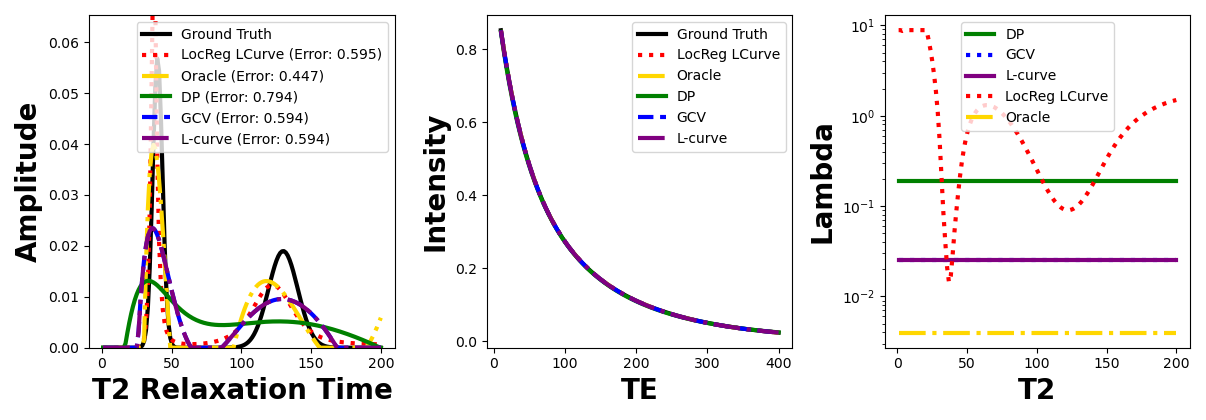 Amplitude
0.00
0.01
0.02
0.03
0.04
0.05
0.06
0
50
100
150
200
T2 Relaxation Time
Ground Truth
LocReg LCurve (Error: 0.595)
Oracle (Error: 0.447)
DP (Error: 0.794)
GCV (Error: 0.594)
L-curve (Error: 0.594)
Intensity
0.0
0.2
0.4
0.6
0.8
0
100
200
300
400
TE
Ground Truth
LocReg LCurve
Oracle
DP
GCV
L-curve
Lambda
10¹
10⁰
10⁻¹
10⁻²
0
50
100
150
200
T2
DP
GCV
L-curve
LocReg LCurve
Oracle